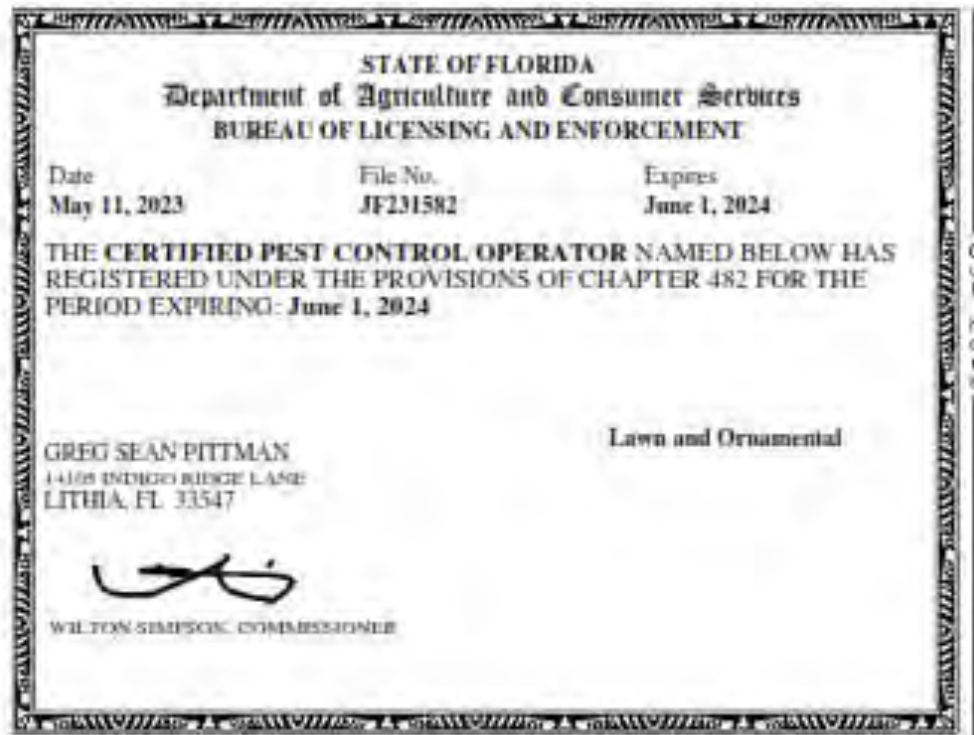 STATE OF FLORIDA
Department of Agriculture and Consumer Services
BUREAU OF LICENSING AND ENFORCEMENT
Date File No. Expires
May 11, 2023 JF231582 June 1, 2024
THE CERTIFIED PEST CONTROL OPERATOR NAMED BELOW HAS
REGISTERED UNDER THE PROVISIONS OF CHAPTER 482 FOR THE
PERIOD EXPIRING: June 1, 2024
Lawn and Ornamental
GREG SEAN PITTMAN
INDIGO RIDGE LANE
LITHIA, FL 33547
WILTON SIMPSON, COMMISSIONER